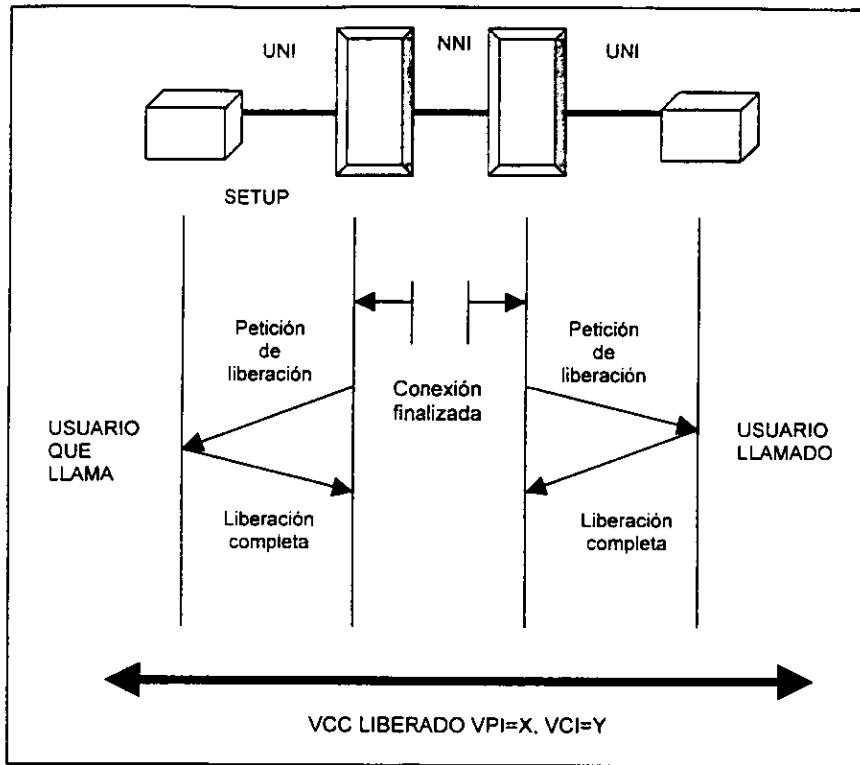 UNI
NNI
UNI
SETUP
Petición
de
liberación
Petición
de
liberación
Conexión
finalizada
USUARIO
QUE
LLAMA
USUARIO
LLAMADO
Liberación
completa
Liberación
completa
VCC LIBERADO VPI=X, VCI=Y